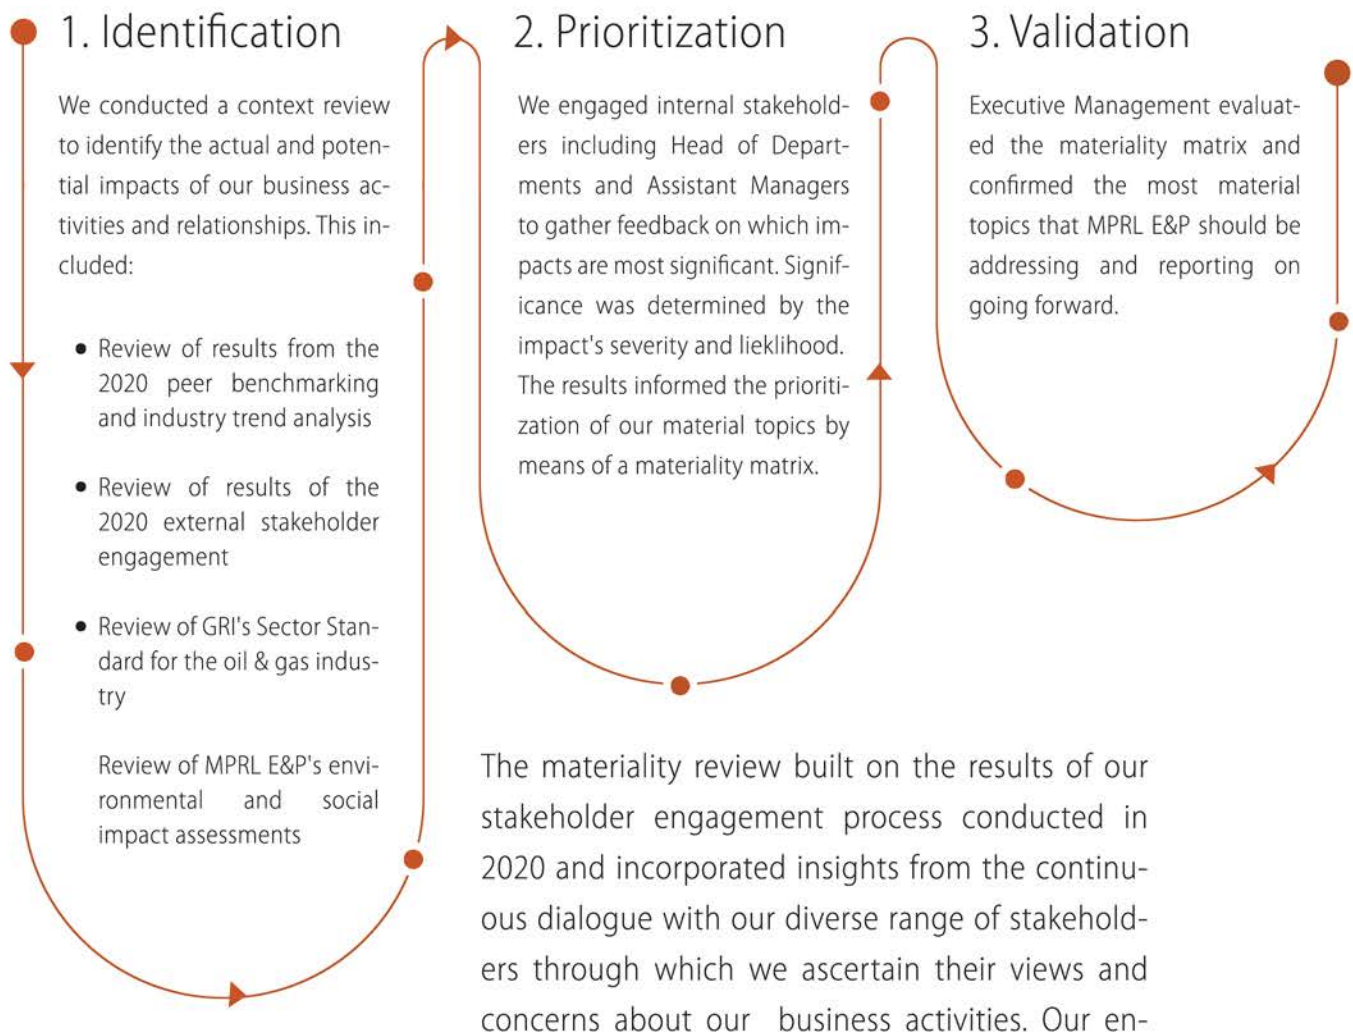 1. Identification
We conducted a context review
to identify the actual and poten-
tial impacts of our business ac-
tivities and relationships. This in-
cluded:
• Review of results from the
2020 peer benchmarking
and industry trend analysis
• Review of results of the
2020 external stakeholder
engagement
• Review of GRI's Sector Stan-
dard for the oil & gas indus-
try
Review of MPRL E&P's envi-
ronmental and social
impact assessments
2. Prioritization
We engaged internal stakehold-
ers including Head of Depart-
ments and Assistant Managers
to gather feedback on which im-
pacts are most significant. Signif-
icance was determined by the
impact's severity and lieklihood.
The results informed the prioriti-
zation of our material topics by
means of a materiality matrix.
3. Validation
Executive Management evaluat-
ed the materiality matrix and
confirmed the most material
topics that MPRL E&P should be
addressing and reporting on
going forward.
The materiality review built on the results of our
stakeholder engagement process conducted in
2020 and incorporated insights from the continu-
ous dialogue with our diverse range of stakehold-
ers through which we ascertain their views and
concerns about our business activities. Our en-